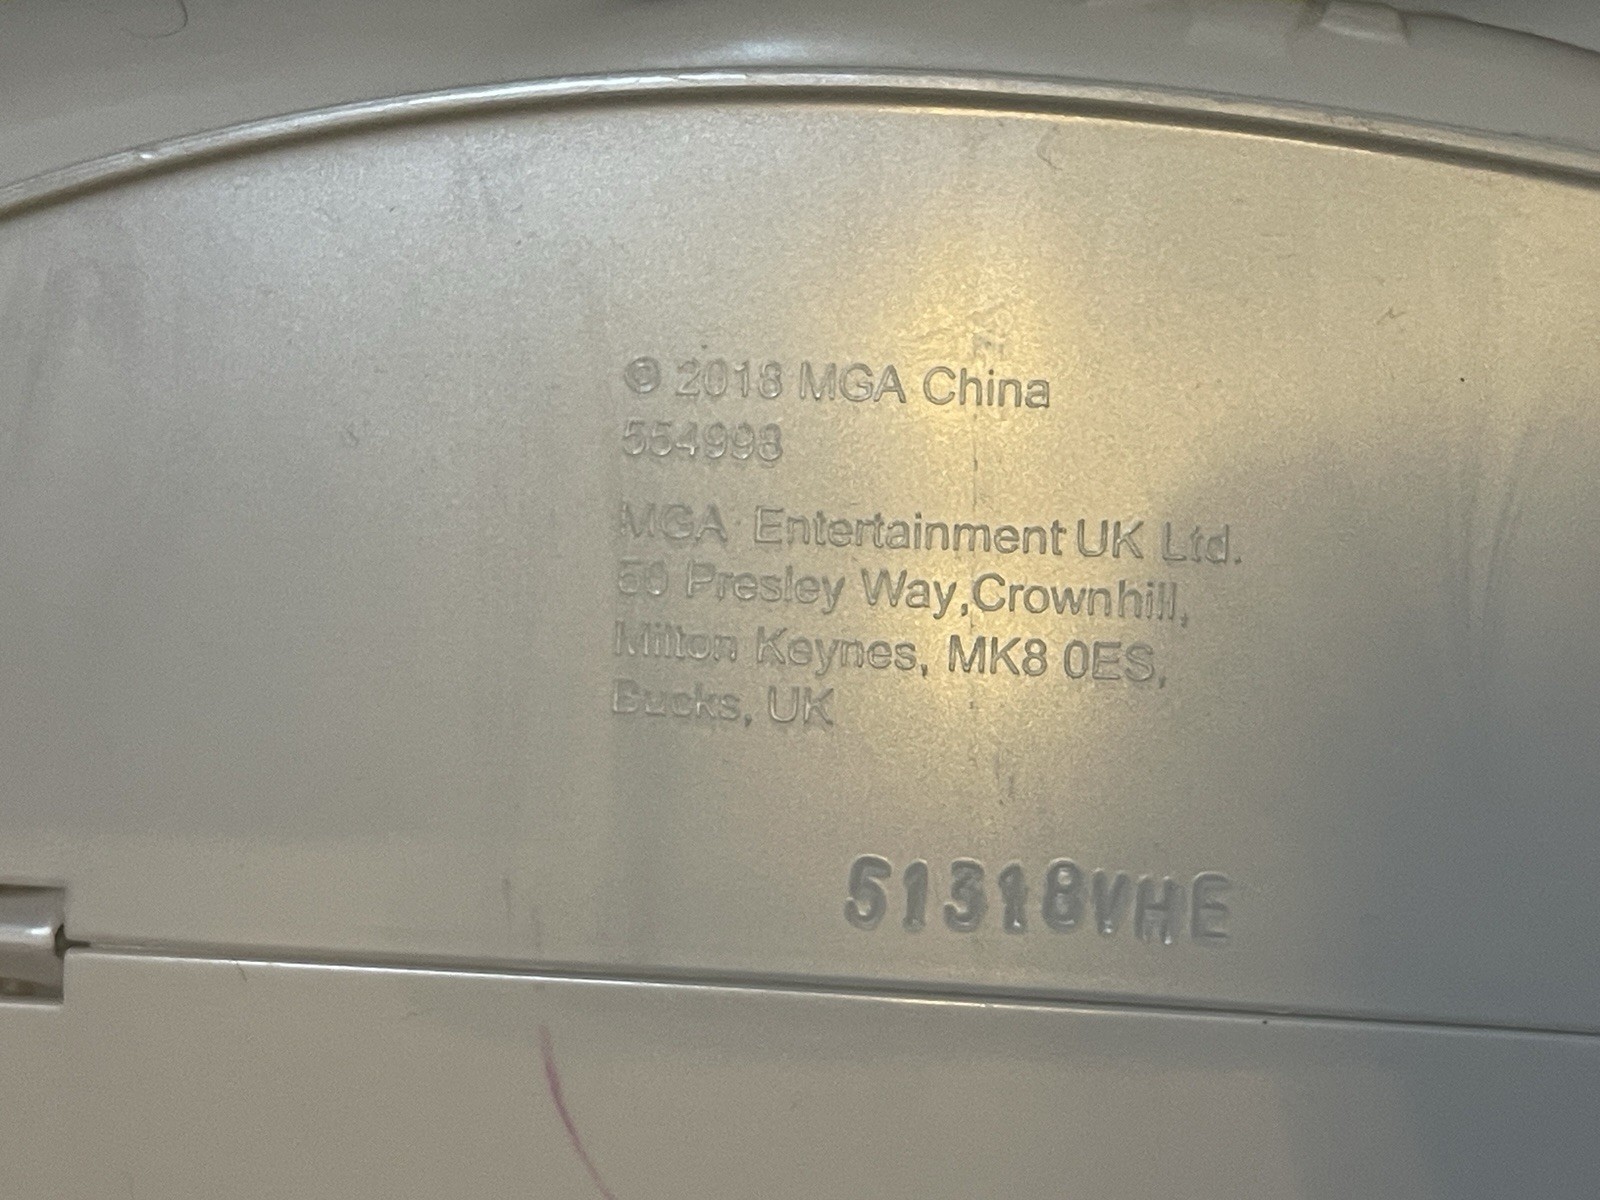 © 2018 MGA China
554998
MGA Entertainment UK Ltd.
50 Presley Way,Crownhill,
Milton Keynes, MK8 0ES,
Bucks, UK
51318VHE